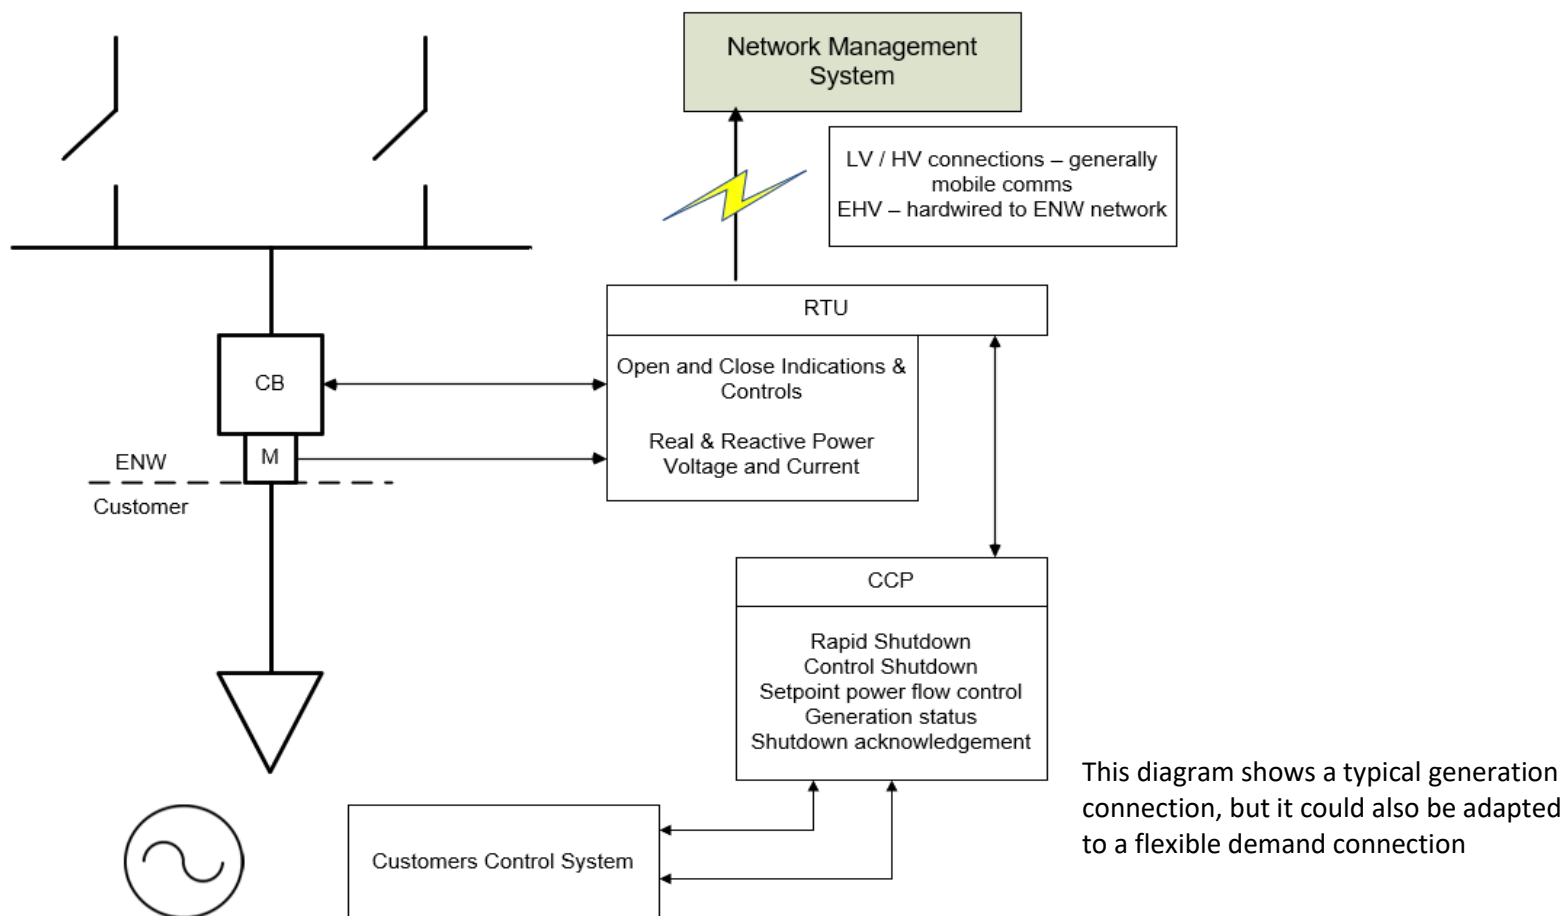 Network Management
System
LV / HV connections – generally
mobile comms
EHV – hardwired to ENW network
RTU
Open and Close Indications &
Controls
Real & Reactive Power
Voltage and Current
CB
M
ENW
Customer
CCP
Rapid Shutdown
Control Shutdown
Setpoint power flow control
Generation status
Shutdown acknowledgement
Customers Control System
This diagram shows a typical generation
connection, but it could also be adapted
to a flexible demand connection